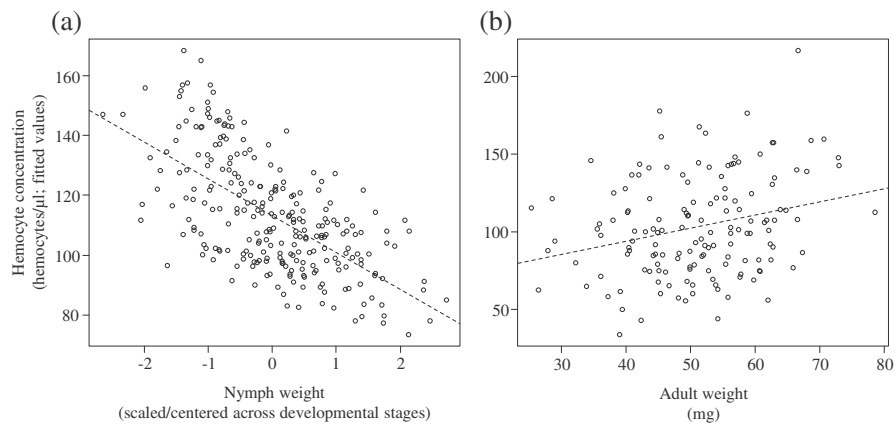 (a)
(b)
Hemocyte concentration
(hemocytes/µl; fitted values)
160
140
120
100
80
-2
-1
0
1
2
Nymph weight
(scaled/centered across developmental stages)
200
150
100
50
30
40
50
60
70
80
Adult weight
(mg)